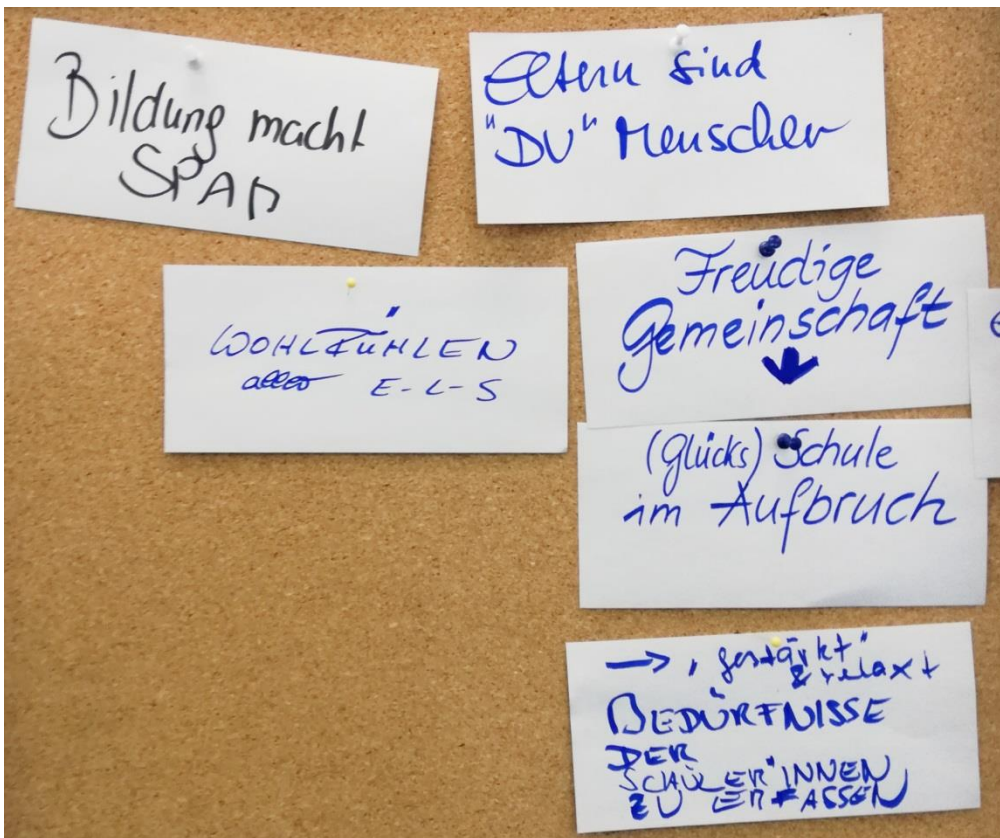 Bildung macht
SPAß
Eltern sind
"DU" Menschen
WOHLFÜHLEN
aller E-L-S
Freudige
Gemeinschaft
(Glücks) Schule
im Aufbruch
→ "gestärkt"
& relaxt
BEDÜRFNISSE
DER
SCHÜLER*INNEN
ZU ERFASSEN